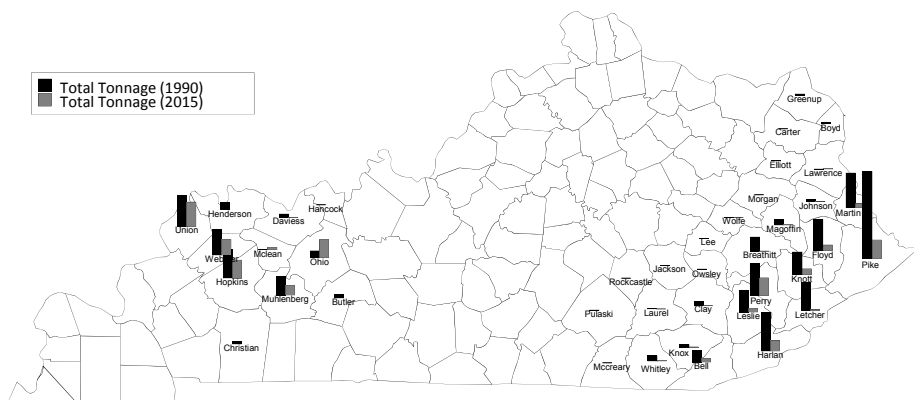 Total Tonnage (1990)
Total Tonnage (2015)
Greenup
Carter
Boyd
Elliott
Lawrence
Morgan
Johnson
Martin
Wolfe
Magoffin
Lee
Breathitt
Floyd
Pike
Jackson
Owsley
Knott
Rockcastle
Perry
Pulaski
Laurel
Clay
Leslie
Letcher
Knox
Harlan
Mccreary
Whitley
Bell
Hancock
Henderson
Daviess
Union
Mclean
Ohio
Hopkins
Muhlenberg
Butler
Christian